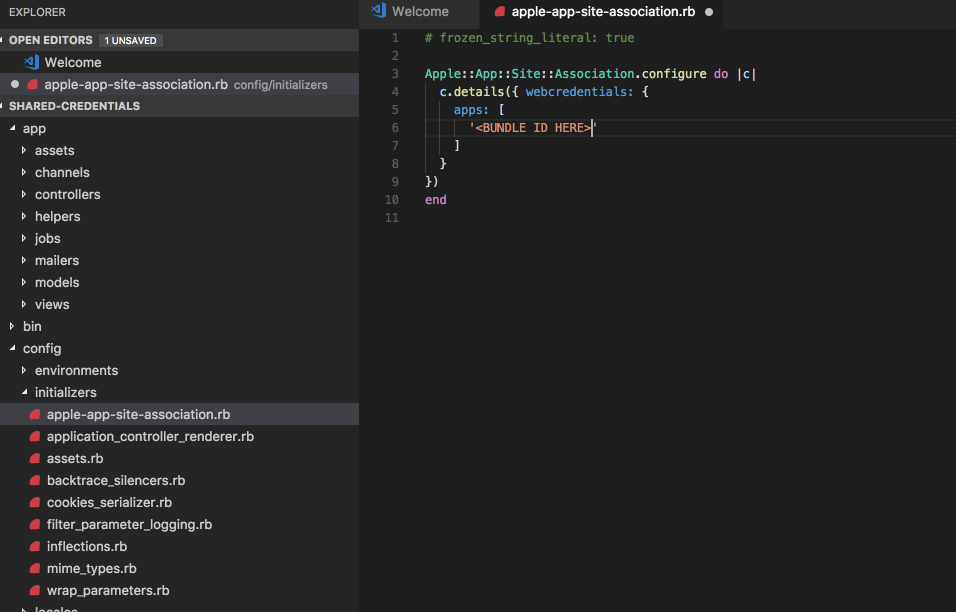 EXPLORER
OPEN EDITORS 1 UNSAVED
Welcome
apple-app-site-association.rb config/initializers
SHARED-CREDENTIALS
app
assets
channels
controllers
helpers
jobs
mailers
models
views
bin
config
environments
initializers
apple-app-site-association.rb
application_controller_renderer.rb
assets.rb
backtrace_silencers.rb
cookies_serializer.rb
filter_parameter_logging.rb
inflections.rb
mime_types.rb
wrap_parameters.rb
locales
Welcome apple-app-site-association.rb
1 # frozen_string_literal: true
2
3 Apple::App::Site::Association.configure do |c|
4 c.details({ webcredentials: {
5 apps: [
6 '<BUNDLE ID HERE>'
7 ]
8 }
9 })
10 end
11